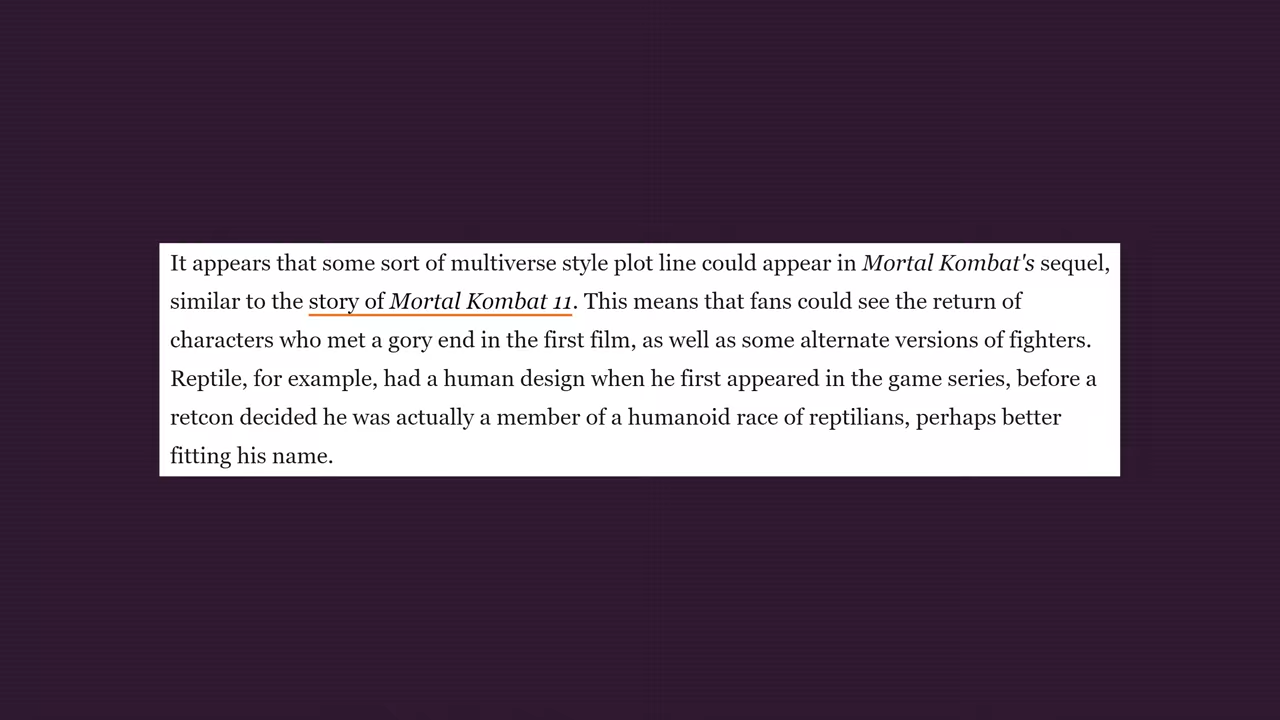 It appears that some sort of multiverse style plot line could appear in Mortal Kombat's sequel,
similar to the story of Mortal Kombat 11. This means that fans could see the return of
characters who met a gory end in the first film, as well as some alternate versions of fighters.
Reptile, for example, had a human design when he first appeared in the game series, before a
retcon decided he was actually a member of a humanoid race of reptilians, perhaps better
fitting his name.